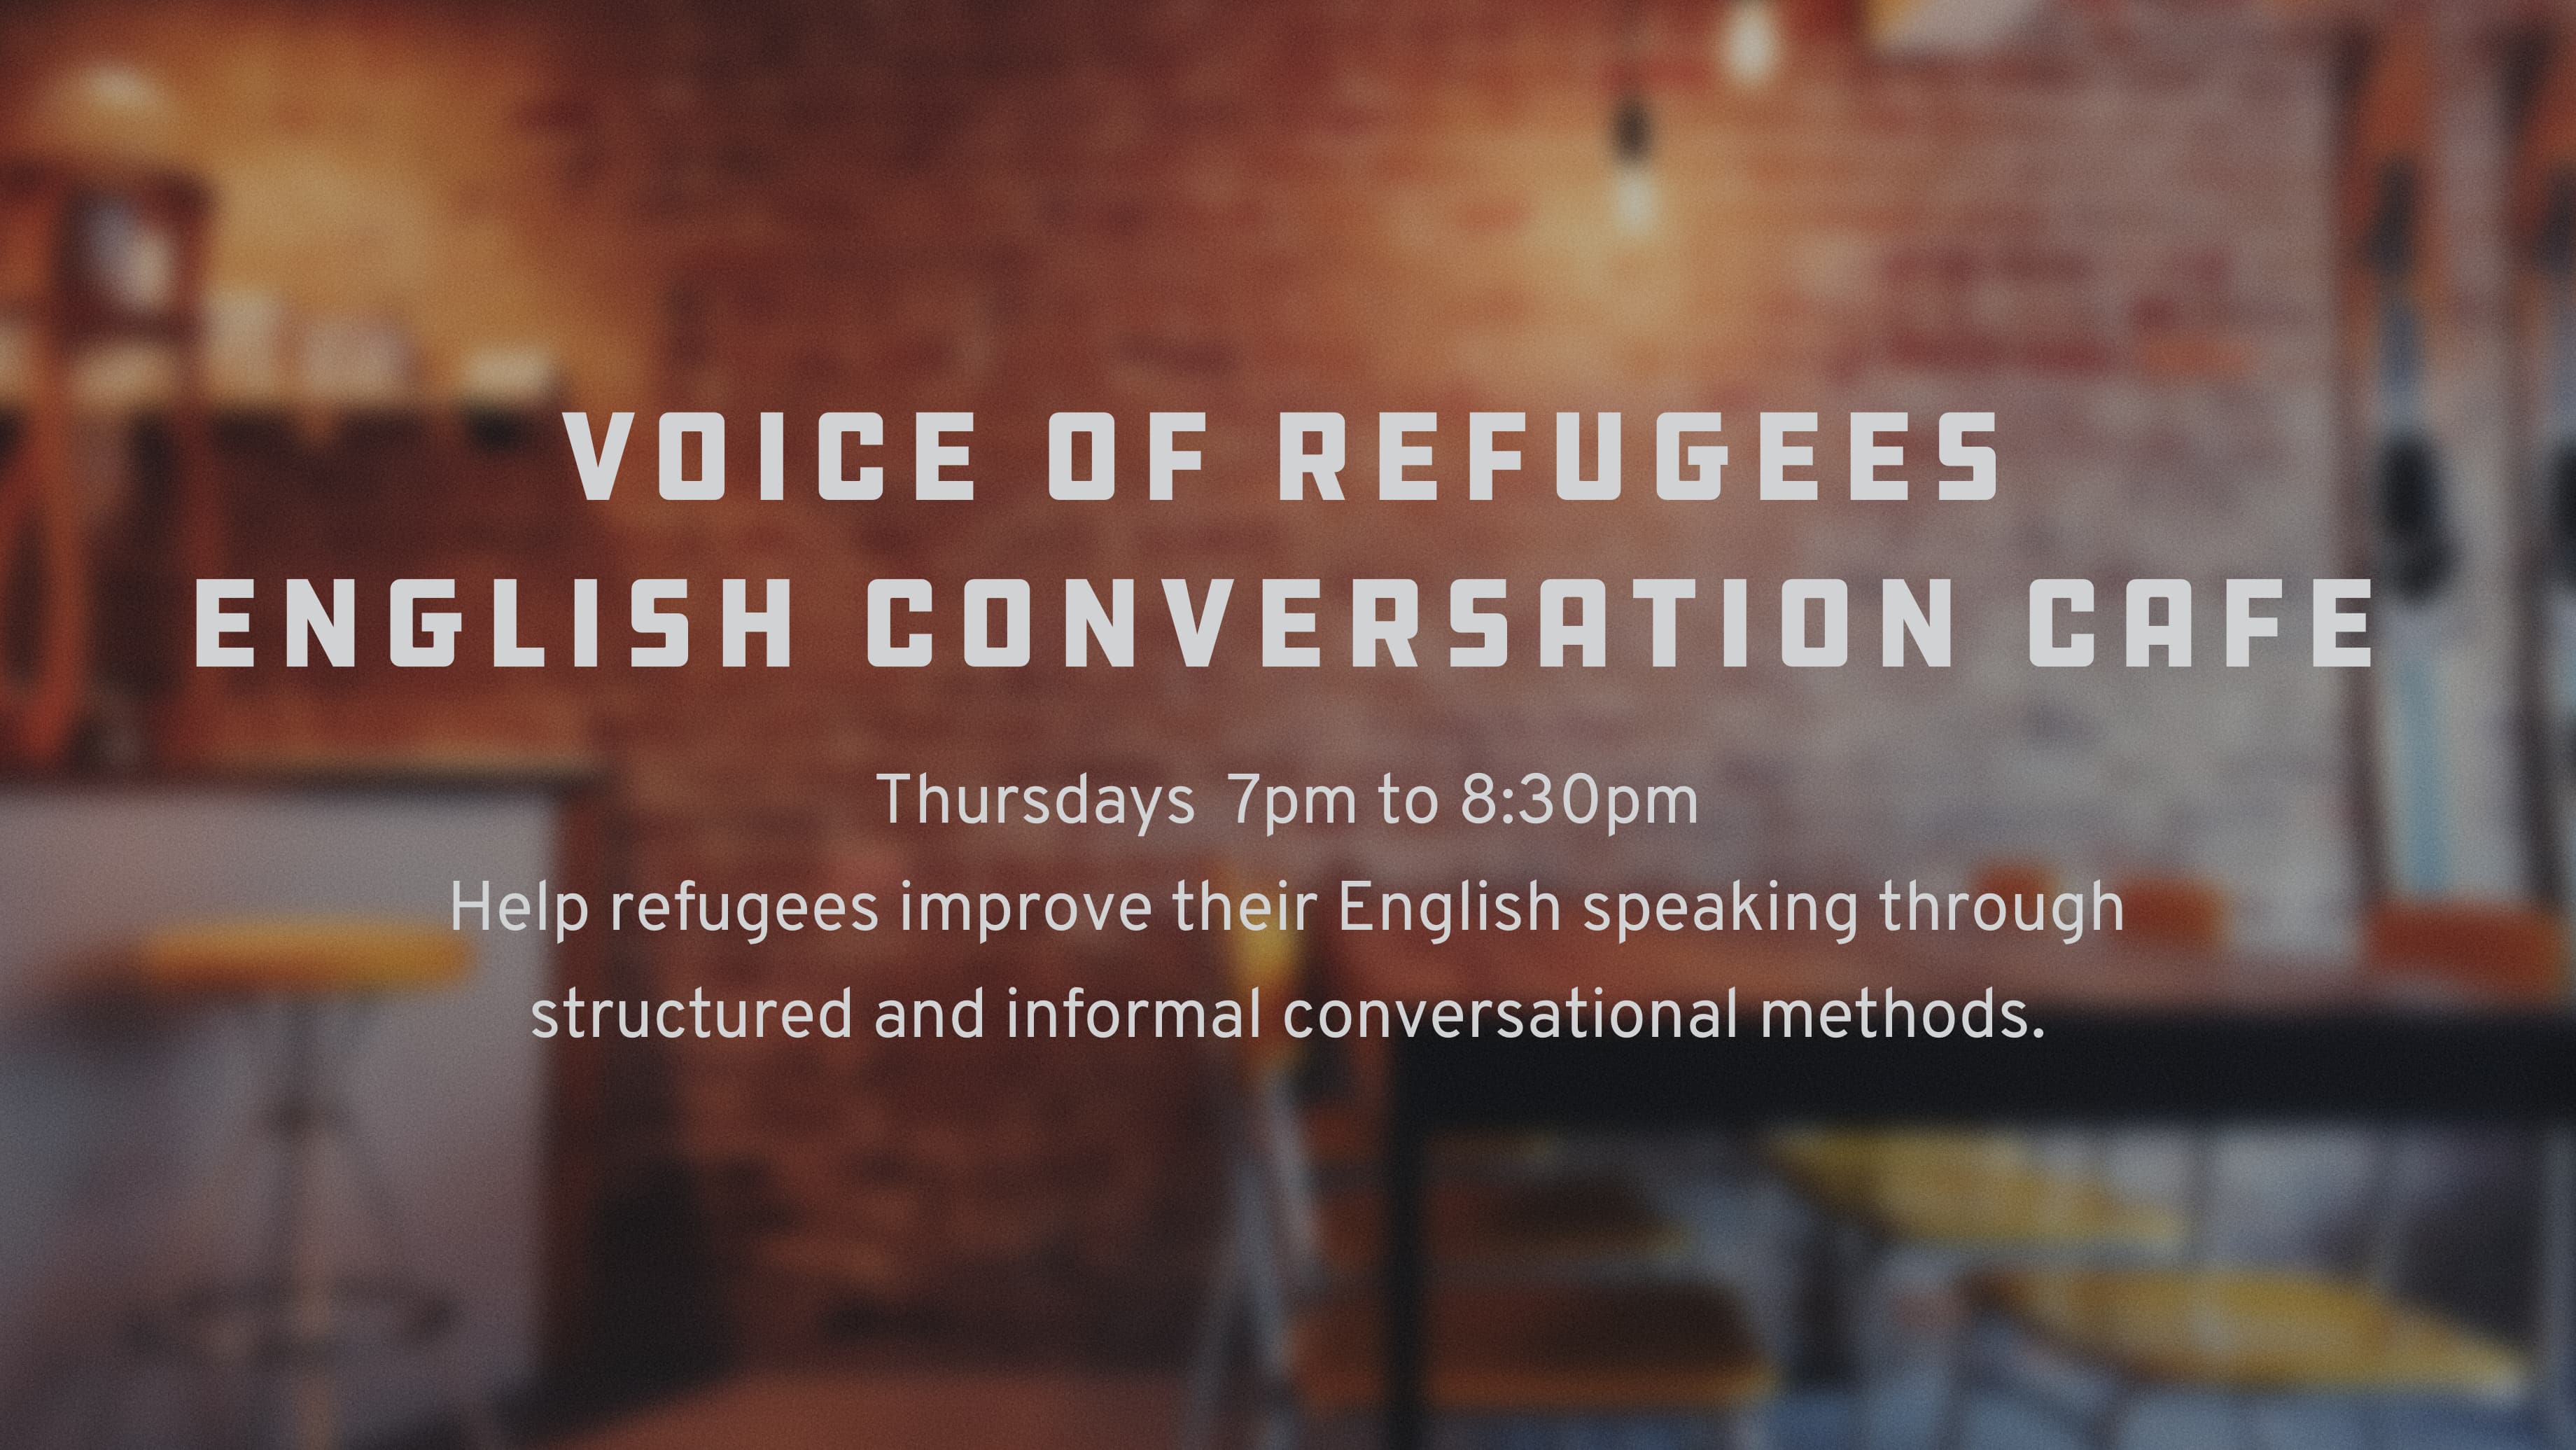 VOICE OF REFUGEES
ENGLISH CONVERSATION CAFE
Thursdays 7pm to 8:30pm
Help refugees improve their English speaking through
structured and informal conversational methods.